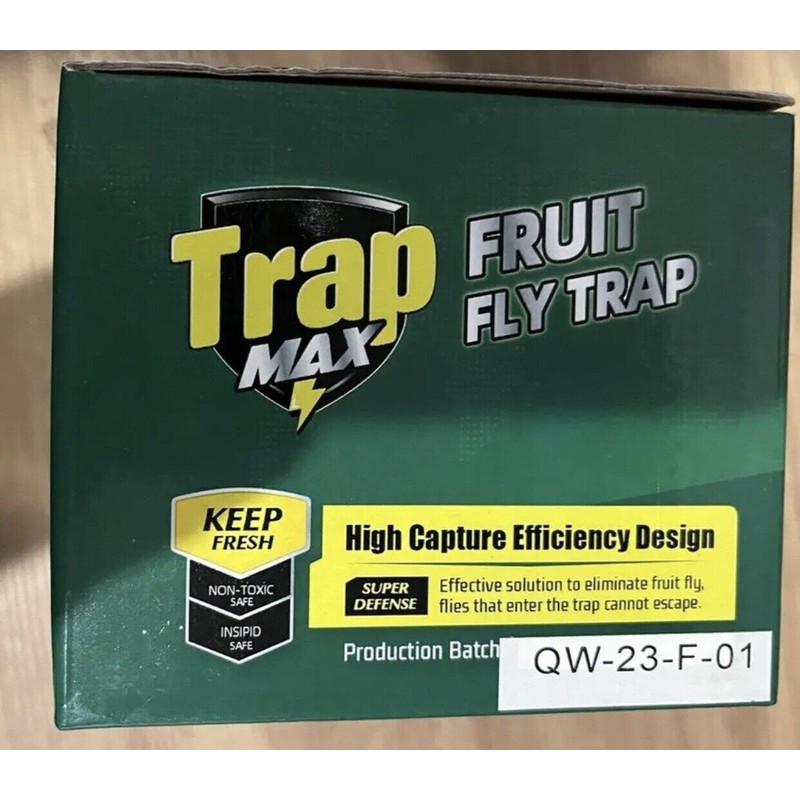 Trap
MAX
FRUIT
FLY TRAP
KEEP
FRESH
NON-TOXIC
SAFE
INSIPID
SAFE
High Capture Efficiency Design
SUPER
DEFENSE
Effective solution to eliminate fruit fly,
flies that enter the trap cannot escape.
Production Batch
QW-23-F-01